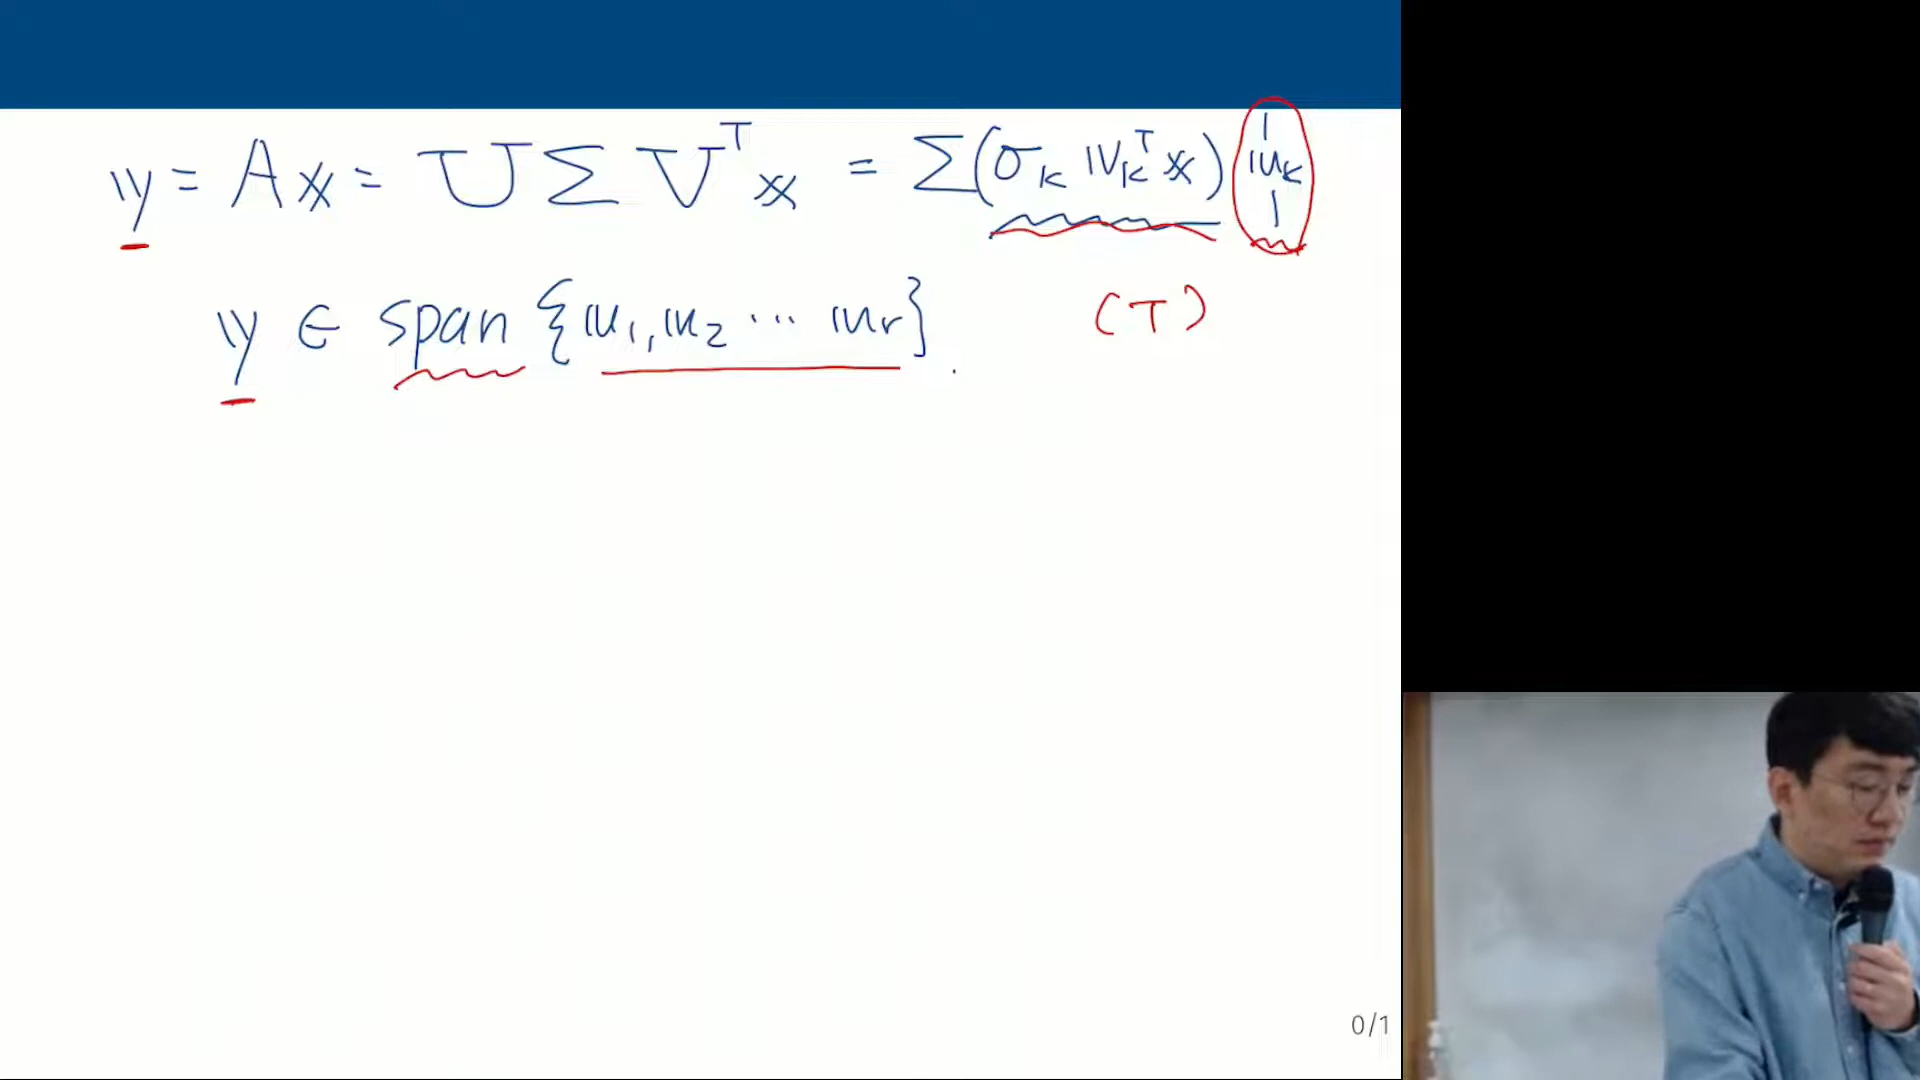 y = Ax = UΣV^T x = Σ(σ_k v_k^T x) u_k
y ∈ span {u_1, u_2 ⋯ u_r}. (T)
0/1